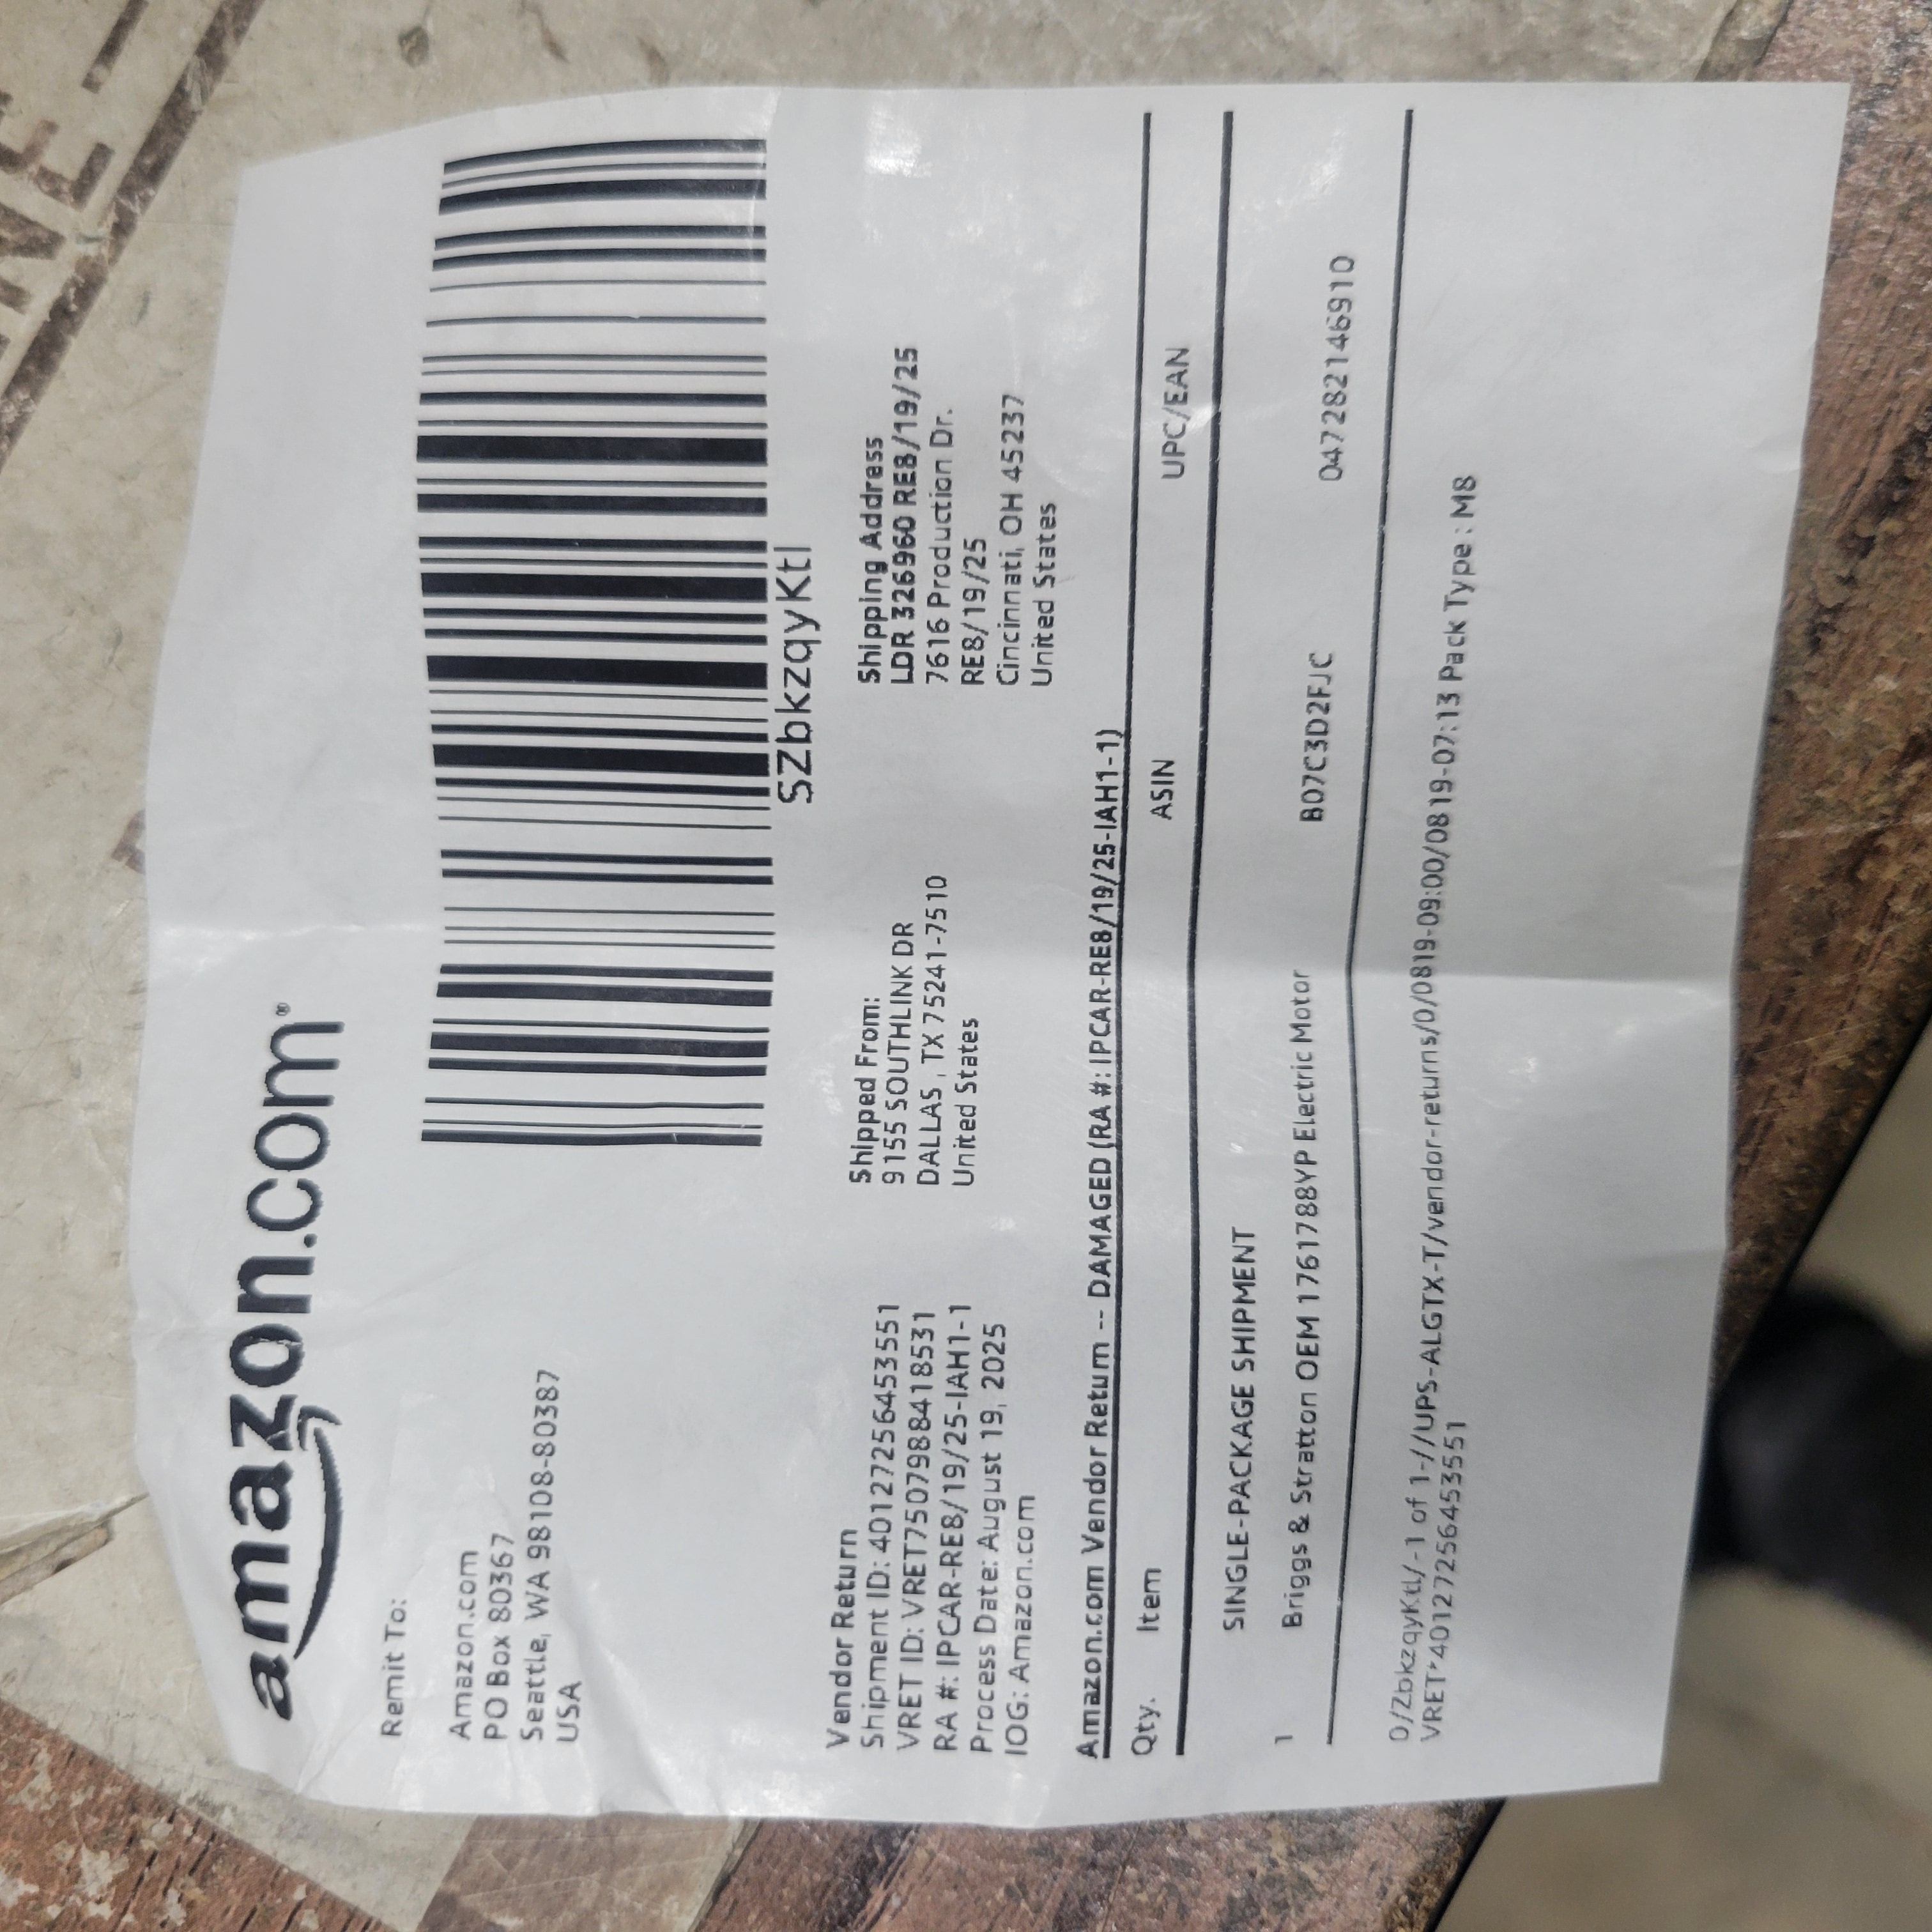 amazon.com®
Remit To:
Amazon.com
PO Box 80367
Seattle, WA 98108-80387
USA
SZbkzqyKtl
Vendor Return
Shipment ID: 4012725645355​1
VRET ID: VRET75079884​18531
RA #: IPCAR-RE8/19/25-IAH1-1
Process Date: August 19, 2025
IOG: Amazon.com
Shipped From:
9155 SOUTHLINK DR
DALLAS , TX 75241-7510
United States
Shipping Address
LDR 326960 RE8/19/25
7616 Production Dr.
RE8/19/25
Cincinnati, OH 45237
United States
Amazon.com Vendor Return -- DAMAGED (RA #: IPCAR-RE8/19/25-IAH1-1)
Qty. Item ASIN UPC/EAN
SINGLE-PACKAGE SHIPMENT
1 Briggs & Stratton OEM 1761788YP Electric Motor B07C3D2FJC 047282146910
0/ZbkzqyKtl/-1 of 1-//UPS-ALGTX-T/vendor-returns/0/0819-09:00/0819-07:13 Pack Type : M8
VRET*40127256453551